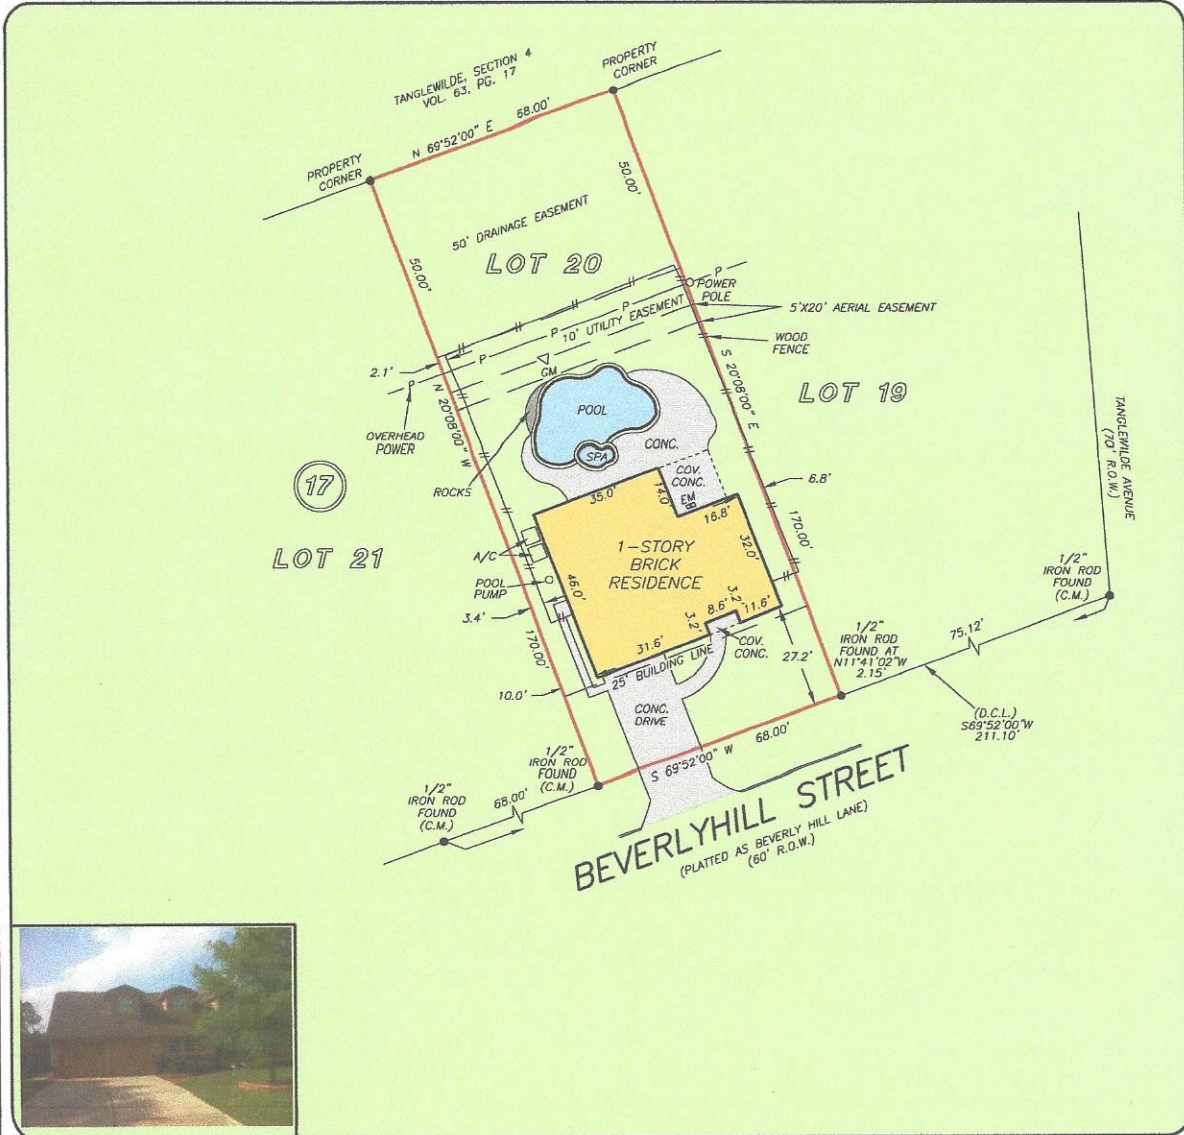 TANGLEWILDE, SECTION 4
VOL. 63, PG. 17
PROPERTY
CORNER
N 69°52'00" E 68.00'
PROPERTY
CORNER
50.00'
50' DRAINAGE EASEMENT
LOT 20
50.00'
P
POWER
POLE
P
10' UTILITY EASEMENT
P
P
P
5'X20' AERIAL EASEMENT
WOOD
FENCE
2.1'
GM
N 20°08'00" W
S 20°08'00" E
LOT 19
OVERHEAD
POWER
POOL
SPA
CONC.
TANGLEWILDE AVENUE
(70' R.O.W.)
17
ROCKS
COV.
CONC.
6.8'
35.0'
14.0'
EM
8'
16.8'
LOT 21
A/C
1-STORY
BRICK
RESIDENCE
32.0'
170.00'
POOL
PUMP
46.0'
3.4'
170.00'
3.2'
8.6'
3.2'
11.6'
31.6'
COV.
CONC.
27.2'
25' BUILDING LINE
10.0'
CONC.
DRIVE
1/2"
IRON ROD
FOUND
(C.M.)
1/2"
IRON ROD
FOUND AT
N11°41'02"W
2.15'
75.12'
(D.C.L.)
S69°52'00"W
211.10'
1/2"
IRON ROD
FOUND
(C.M.)
S 69°52'00" W 68.00'
1/2"
IRON ROD
FOUND
(C.M.)
68.00'
BEVERLYHILL STREET
(PLATTED AS BEVERLY HILL LANE)
(60' R.O.W.)